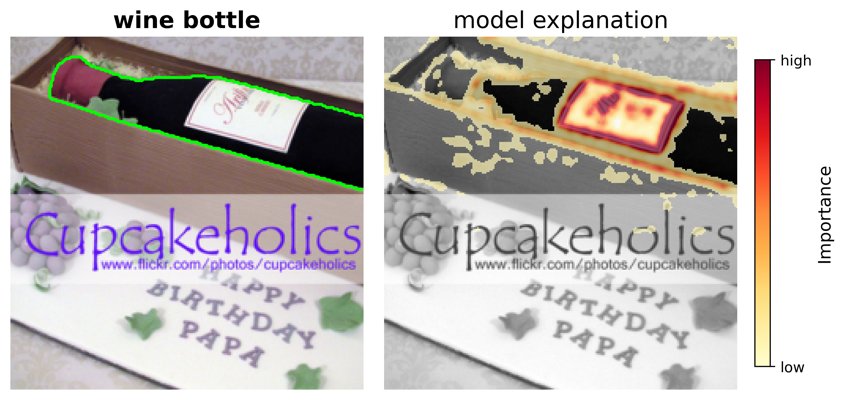 wine bottle
model explanation
high
Cupcakeholics
www.flickr.com/photos/cupcakeholics
HAPPY
BIRTHDAY
PAPA
Cupcakeholics
www.flickr.com/photos/cupcakeholics
HAPPY
BIRTHDAY
PAPA
Importance
low